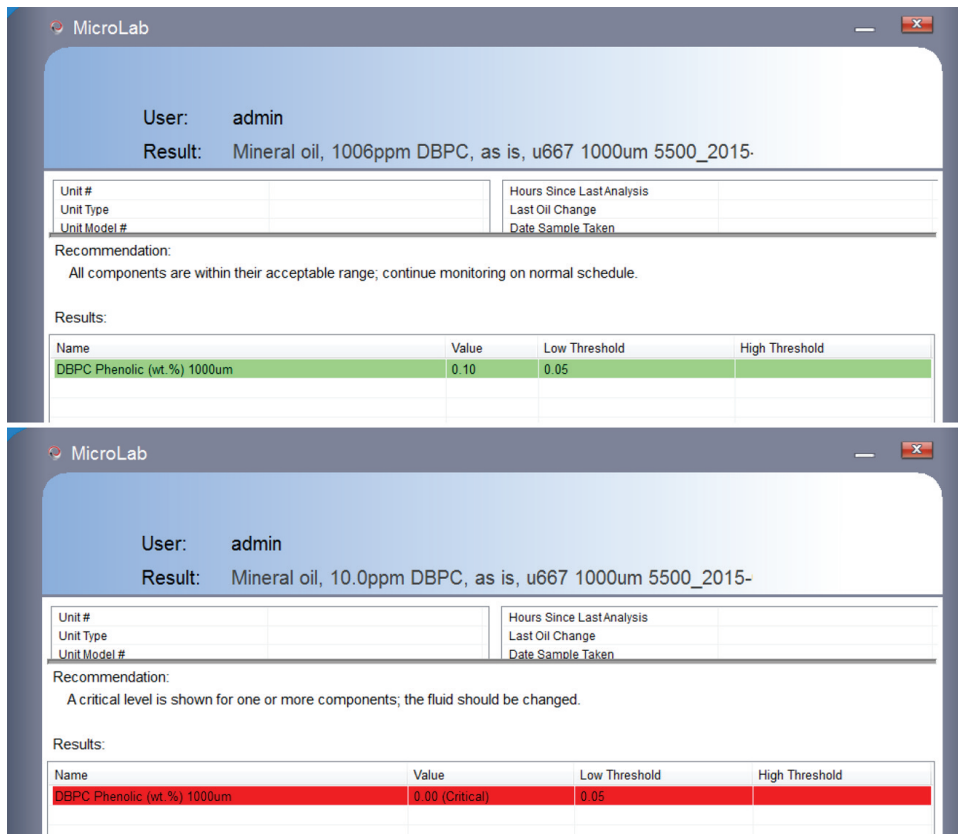 MicroLab
User: admin
Result: Mineral oil, 1006ppm DBPC, as is, u667 1000um 5500_2015-
Unit # Hours Since Last Analysis
Unit Type Last Oil Change
Unit Model # Date Sample Taken
Recommendation:
All components are within their acceptable range; continue monitoring on normal schedule.
Results:
Name Value Low Threshold High Threshold
DBPC Phenolic (wt.%) 1000um 0.10 0.05
MicroLab
User: admin
Result: Mineral oil, 10.0ppm DBPC, as is, u667 1000um 5500_2015-
Unit # Hours Since Last Analysis
Unit Type Last Oil Change
Unit Model # Date Sample Taken
Recommendation:
A critical level is shown for one or more components; the fluid should be changed.
Results:
Name Value Low Threshold High Threshold
DBPC Phenolic (wt.%) 1000um 0.00 (Critical) 0.05